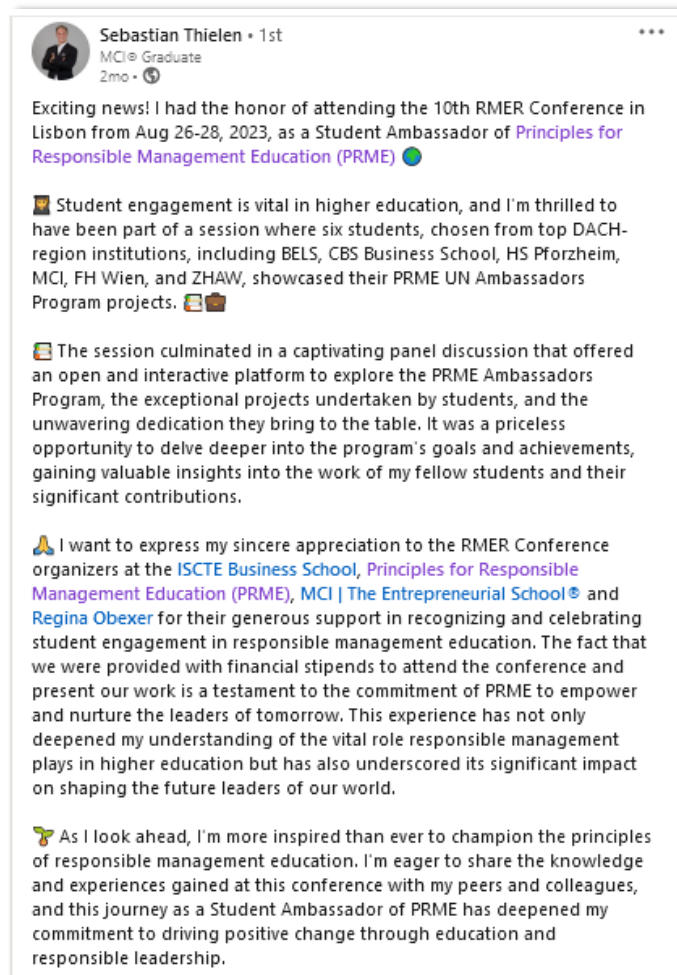 Sebastian Thielen • 1st
MCI® Graduate
2mo •
Exciting news! I had the honor of attending the 10th RMER Conference in
Lisbon from Aug 26-28, 2023, as a Student Ambassador of Principles for
Responsible Management Education (PRME) 🌍
👩‍🎓 Student engagement is vital in higher education, and I'm thrilled to
have been part of a session where six students, chosen from top DACH-
region institutions, including BELS, CBS Business School, HS Pforzheim,
MCI, FH Wien, and ZHAW, showcased their PRME UN Ambassadors
Program projects. 📚💼
📚 The session culminated in a captivating panel discussion that offered
an open and interactive platform to explore the PRME Ambassadors
Program, the exceptional projects undertaken by students, and the
unwavering dedication they bring to the table. It was a priceless
opportunity to delve deeper into the program's goals and achievements,
gaining valuable insights into the work of my fellow students and their
significant contributions.
🙏 I want to express my sincere appreciation to the RMER Conference
organizers at the ISCTE Business School, Principles for Responsible
Management Education (PRME), MCI | The Entrepreneurial School® and
Regina Obexer for their generous support in recognizing and celebrating
student engagement in responsible management education. The fact that
we were provided with financial stipends to attend the conference and
present our work is a testament to the commitment of PRME to empower
and nurture the leaders of tomorrow. This experience has not only
deepened my understanding of the vital role responsible management
plays in higher education but has also underscored its significant impact
on shaping the future leaders of our world.
🌱 As I look ahead, I'm more inspired than ever to champion the principles
of responsible management education. I'm eager to share the knowledge
and experiences gained at this conference with my peers and colleagues,
and this journey as a Student Ambassador of PRME has deepened my
commitment to driving positive change through education and
responsible leadership.